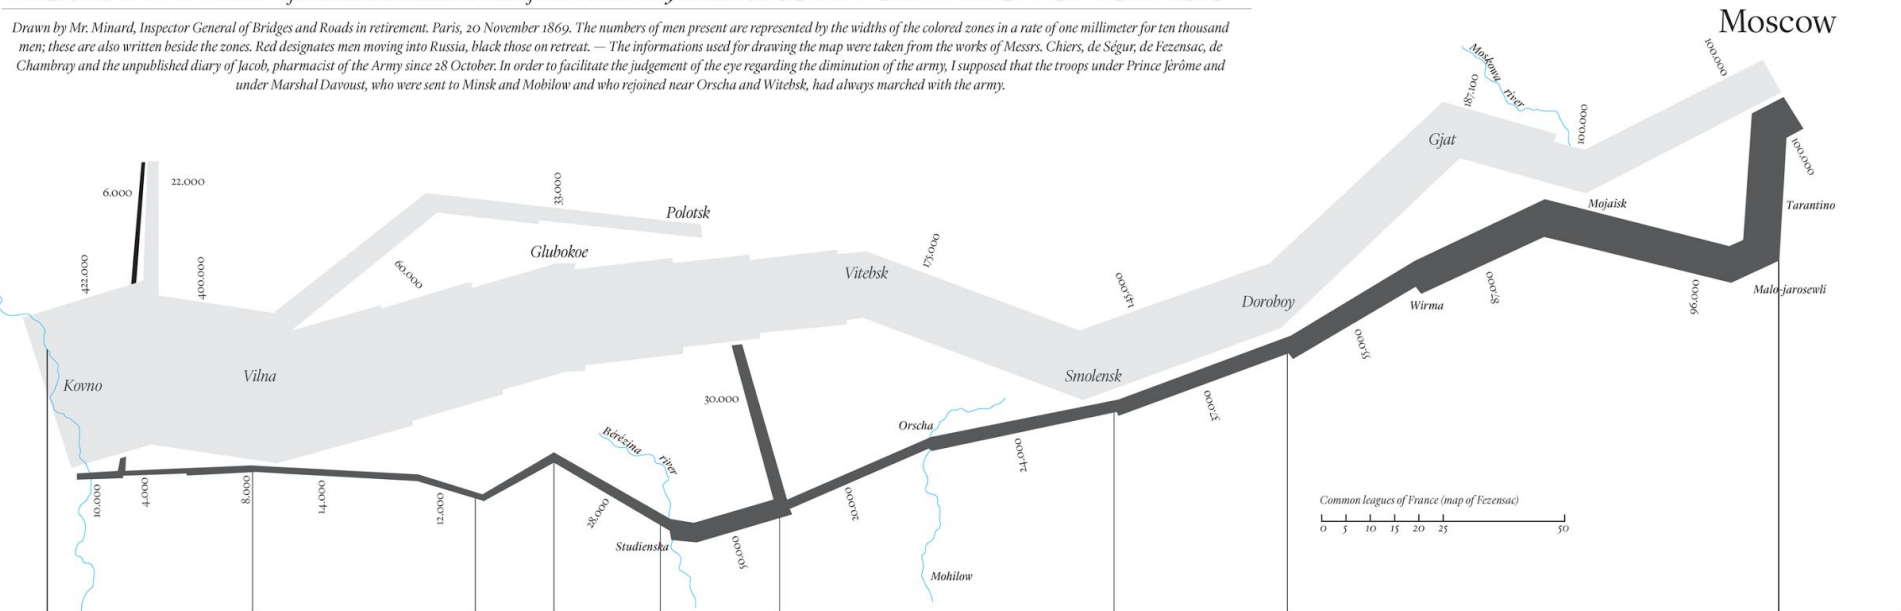 Drawn by Mr. Minard, Inspector General of Bridges and Roads in retirement. Paris, 20 November 1869. The numbers of men present are represented by the widths of the colored zones in a rate of one millimeter for ten thousand
men; these are also written beside the zones. Red designates men moving into Russia, black those on retreat. — The informations used for drawing the map were taken from the works of Messrs. Chiers, de Ségur, de Fezensac, de
Chambray and the unpublished diary of Jacob, pharmacist of the Army since 28 October. In order to facilitate the judgement of the eye regarding the diminution of the army, I supposed that the troops under Prince Jèrôme and
under Marshal Davoust, who were sent to Minsk and Mobilow and who rejoined near Orscha and Witebsk, had always marched with the army.
Moscow
100.000
Moskowa river
187.100
100.000
Gjat
100.000
6.000
22.000
33.000
Polotsk
Mojaisk
Tarantino
422.000
400.000
60.000
Glubokoe
Vitebsk
175.000
145.000
Doroboy
Wirma
87.000
96.000
Malo-jarosewli
Kovno
Vilna
Smolensk
55.000
30.000
37.000
Orscha
Bérézina river
24.000
10.000
4.000
8.000
14.000
12.000
28.000
20.000
Studienska
50.000
Mohilow
Common leagues of France (map of Fezensac)
0 5 10 15 20 25 50